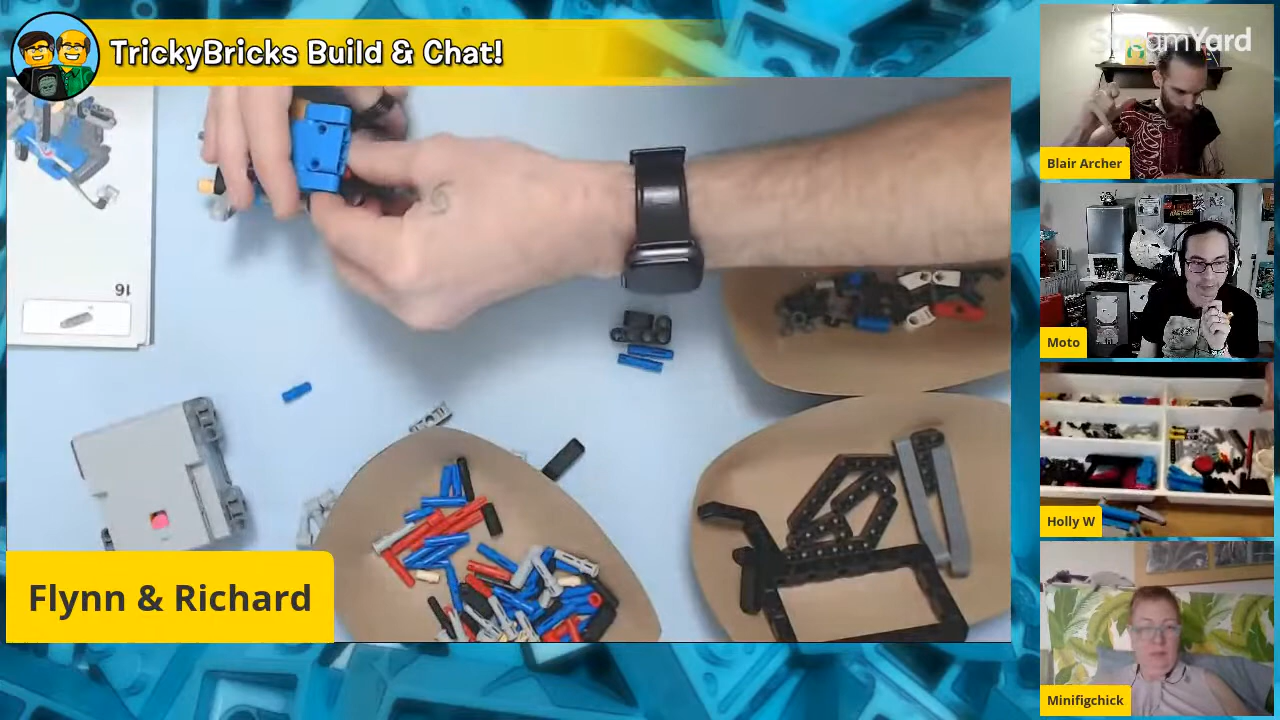 TrickyBricks Build & Chat!
StreamYard
Blair Archer
Moto
16
Holly W
Flynn & Richard
Minifigchick